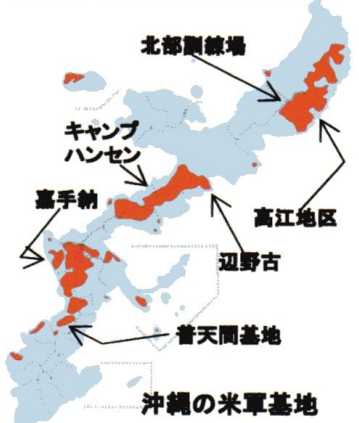 北部訓練場
キャンプ
ハンセン
嘉手納
高江地区
辺野古
普天間基地
沖縄の米軍基地